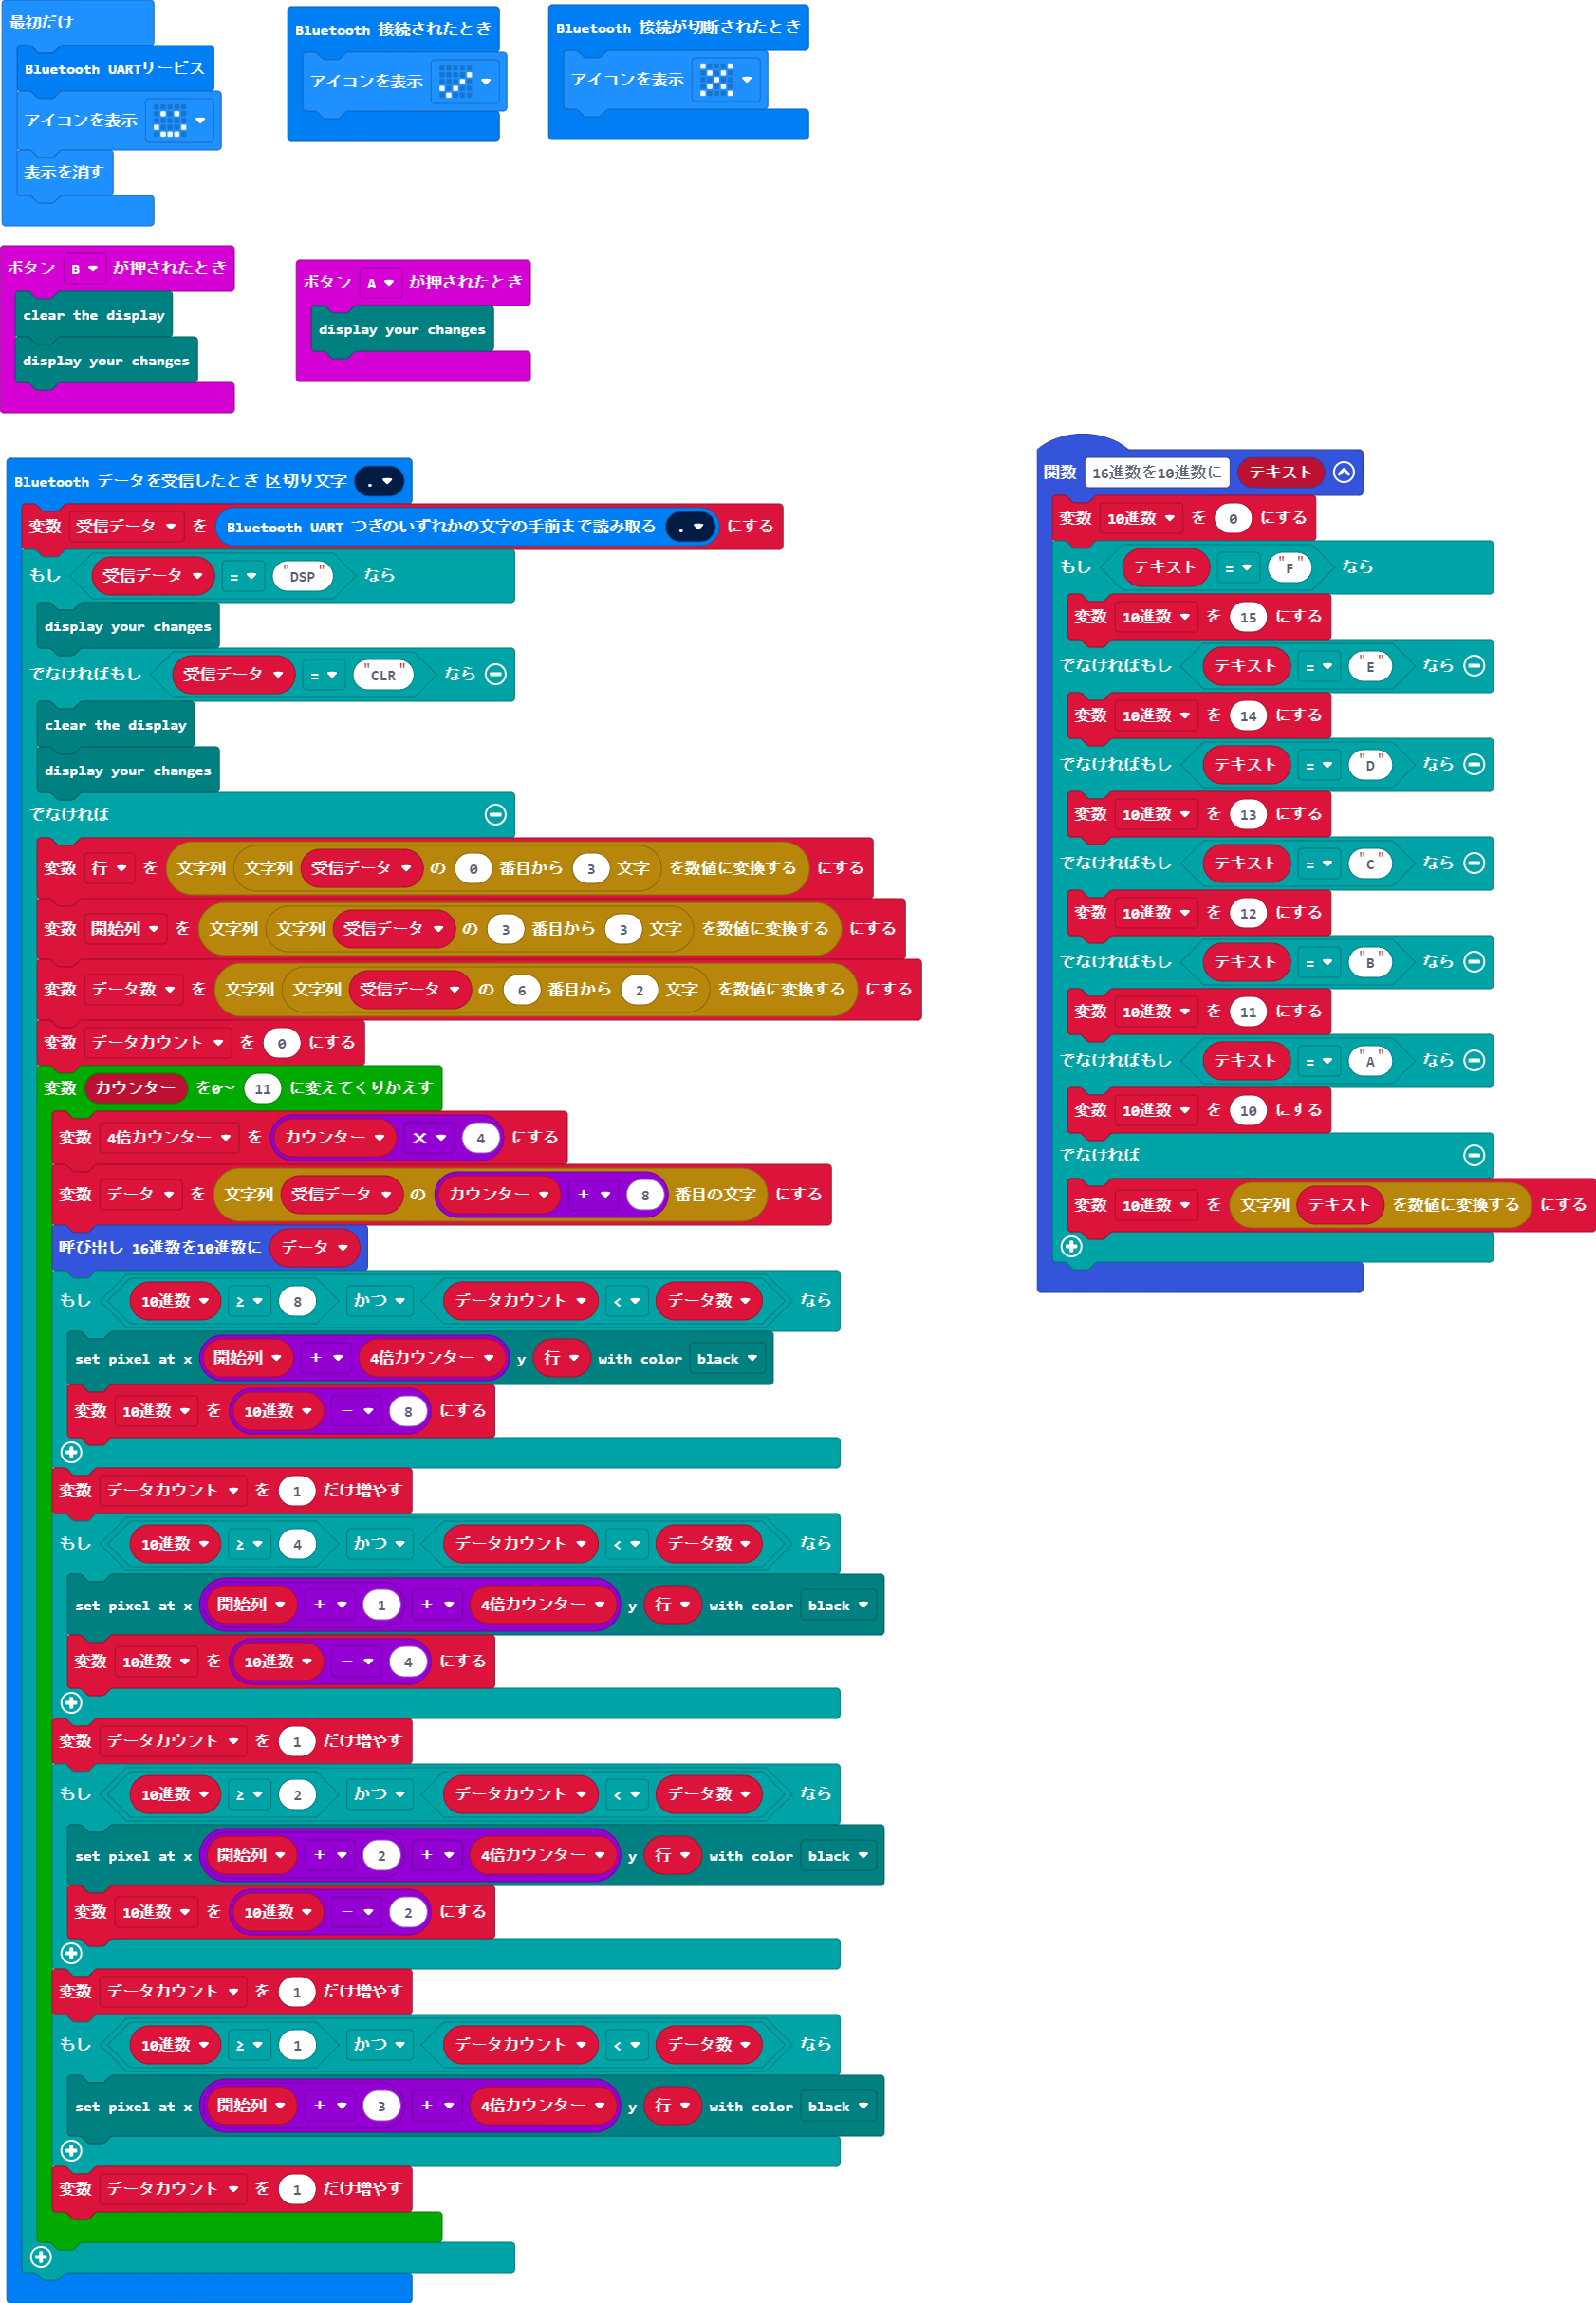 最初だけ
Bluetooth UARTサービス
アイコンを表示
表示を消す
Bluetooth 接続されたとき
アイコンを表示
Bluetooth 接続が切断されたとき
アイコンを表示
ボタン B が押されたとき
clear the display
display your changes
ボタン A が押されたとき
display your changes
Bluetooth データを受信したとき 区切り文字 .
変数 受信データ を Bluetooth UART つぎのいずれかの文字の手前まで読み取る . にする
もし 受信データ = "DSP" なら
display your changes
でなければもし 受信データ = "CLR" なら
clear the display
display your changes
でなければ
変数 行 を 文字列 文字列 受信データ の 0 番目から 3 文字 を数値に変換する にする
変数 開始列 を 文字列 文字列 受信データ の 3 番目から 3 文字 を数値に変換する にする
変数 データ数 を 文字列 文字列 受信データ の 6 番目から 2 文字 を数値に変換する にする
変数 データカウント を 0 にする
変数 カウンター を0～ 11 に変えてくりかえす
変数 4倍カウンター を カウンター × 4 にする
変数 データ を 文字列 受信データ の カウンター + 8 番目の文字 にする
呼び出し 16進数を10進数に データ
もし 10進数 ≥ 8 かつ データカウント < データ数 なら
set pixel at x 開始列 + 4倍カウンター y 行 with color black
変数 10進数 を 10進数 - 8 にする
変数 データカウント を 1 だけ増やす
もし 10進数 ≥ 4 かつ データカウント < データ数 なら
set pixel at x 開始列 + 1 + 4倍カウンター y 行 with color black
変数 10進数 を 10進数 - 4 にする
変数 データカウント を 1 だけ増やす
もし 10進数 ≥ 2 かつ データカウント < データ数 なら
set pixel at x 開始列 + 2 + 4倍カウンター y 行 with color black
変数 10進数 を 10進数 - 2 にする
変数 データカウント を 1 だけ増やす
もし 10進数 ≥ 1 かつ データカウント < データ数 なら
set pixel at x 開始列 + 3 + 4倍カウンター y 行 with color black
変数 データカウント を 1 だけ増やす
関数 16進数を10進数に テキスト
変数 10進数 を 0 にする
もし テキスト = "F" なら
変数 10進数 を 15 にする
でなければもし テキスト = "E" なら
変数 10進数 を 14 にする
でなければもし テキスト = "D" なら
変数 10進数 を 13 にする
でなければもし テキスト = "C" なら
変数 10進数 を 12 にする
でなければもし テキスト = "B" なら
変数 10進数 を 11 にする
でなければもし テキスト = "A" なら
変数 10進数 を 10 にする
でなければ
変数 10進数 を 文字列 テキスト を数値に変換する にする